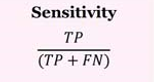 Sensitivity
TP
(TP + FN)